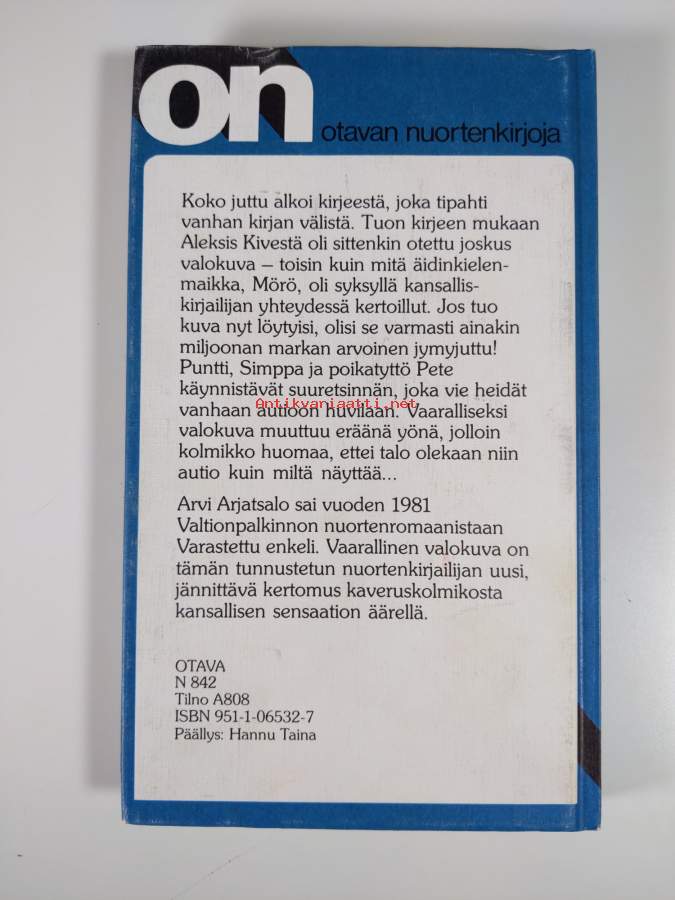 on
otavan nuortenkirjoja
Koko juttu alkoi kirjeestä, joka tipahti
vanhan kirjan välistä. Tuon kirjeen mukaan
Aleksis Kivestä oli sittenkin otettu joskus
valokuva – toisin kuin mitä äidinkielen-
maikka, Mörö, oli syksyllä kansallis-
kirjailijan yhteydessä kertoillut. Jos tuo
kuva nyt löytyisi, olisi se varmasti ainakin
miljoonan markan arvoinen jymyjuttu!
Puntti, Simppa ja poikatyttö Pete
käynnistävät suuretsinnän, joka vie heidät
Antikvariaatti.net
vanhaan autioon huvilaan. Vaaralliseksi
valokuva muuttuu eräänä yönä, jolloin
kolmikko huomaa, ettei talo olekaan niin
autio kuin miltä näyttää...
Arvi Arjatsalo sai vuoden 1981
Valtionpalkinnon nuortenromaanistaan
Varastettu enkeli. Vaarallinen valokuva on
tämän tunnustetun nuortenkirjailijan uusi,
jännittävä kertomus kaveruskolmikosta
kansallisen sensaation äärellä.
OTAVA
N 842
Tilno A808
ISBN 951-1-06532-7
Päällys: Hannu Taina